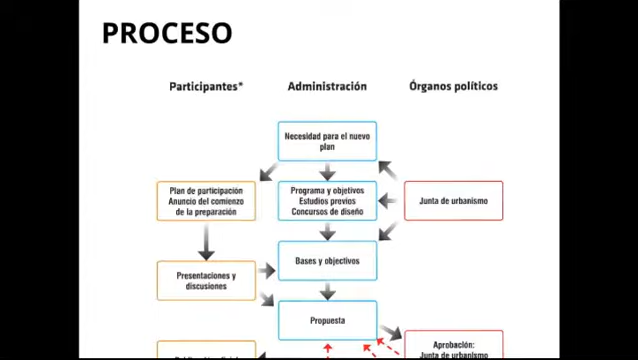 PROCESO
Participantes*
Administración
Órganos políticos
Necesidad para el nuevo
plan
Plan de participación
Anuncio del comienzo
de la preparación
Programa y objetivos
Estudios previos
Concursos de diseño
Junta de urbanismo
Bases y objetivos
Presentaciones y
discusiones
Propuesta
Aprobación:
Junta de urbanismo